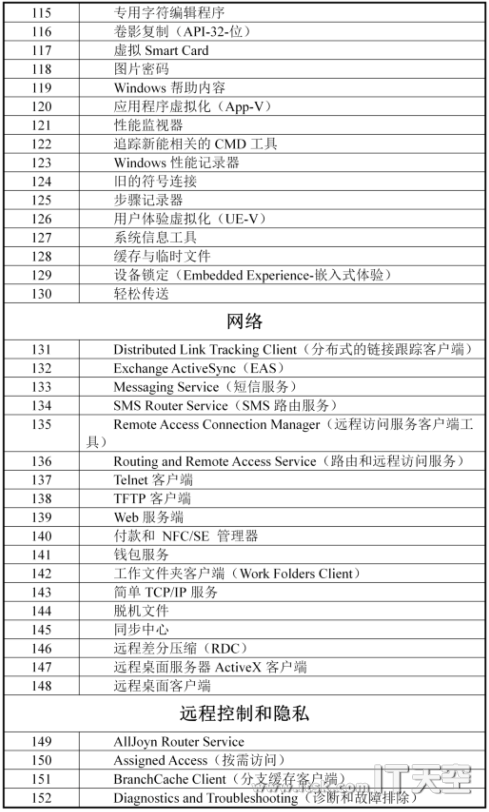 115 专用字符编辑程序
116 卷影复制（API-32-位）
117 虚拟 Smart Card
118 图片密码
119 Windows 帮助内容
120 应用程序虚拟化（App-V）
121 性能监视器
122 追踪新能相关的 CMD 工具
123 Windows 性能记录器
124 旧的符号连接
125 步骤记录器
126 用户体验虚拟化（UE-V）
127 系统信息工具
128 缓存与临时文件
129 设备锁定（Embedded Experience-嵌入式体验）
130 轻松传送
网络
131 Distributed Link Tracking Client（分布式的链接跟踪客户端）
132 Exchange ActiveSync（EAS）
133 Messaging Service（短信服务）
134 SMS Router Service（SMS 路由服务）
135 Remote Access Connection Manager（远程访问服务客户端工
具）
136 Routing and Remote Access Service（路由和远程访问服务）
137 Telnet 客户端
138 TFTP 客户端
139 Web 服务端
140 付款和 NFC/SE 管理器
141 钱包服务
142 工作文件夹客户端（Work Folders Client）
143 简单 TCP/IP 服务
144 脱机文件
145 同步中心
146 远程差分压缩（RDC）
147 远程桌面服务器 ActiveX 客户端
148 远程桌面客户端
远程控制和隐私
149 AllJoyn Router Service
150 Assigned Access（按需访问）
151 BranchCache Client（分支缓存客户端）
152 Diagnostics and Troubleshooting（诊断和故障排除）
IT天空